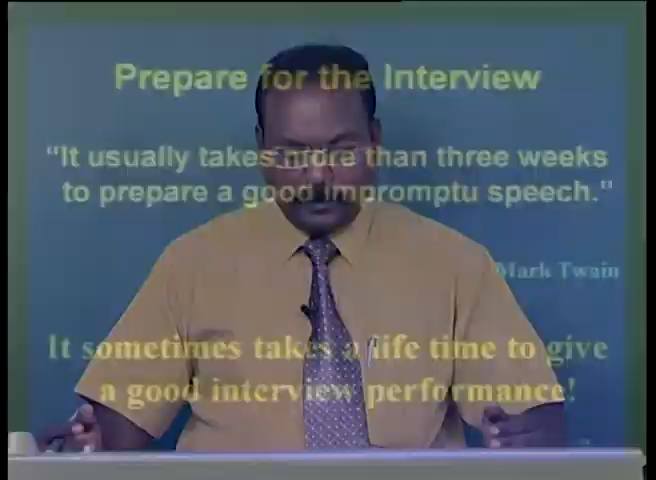 Prepare for the Interview
"It usually takes more than three weeks
to prepare a good impromptu speech."
Mark Twain
It sometimes takes a life time to give
a good interview performance!